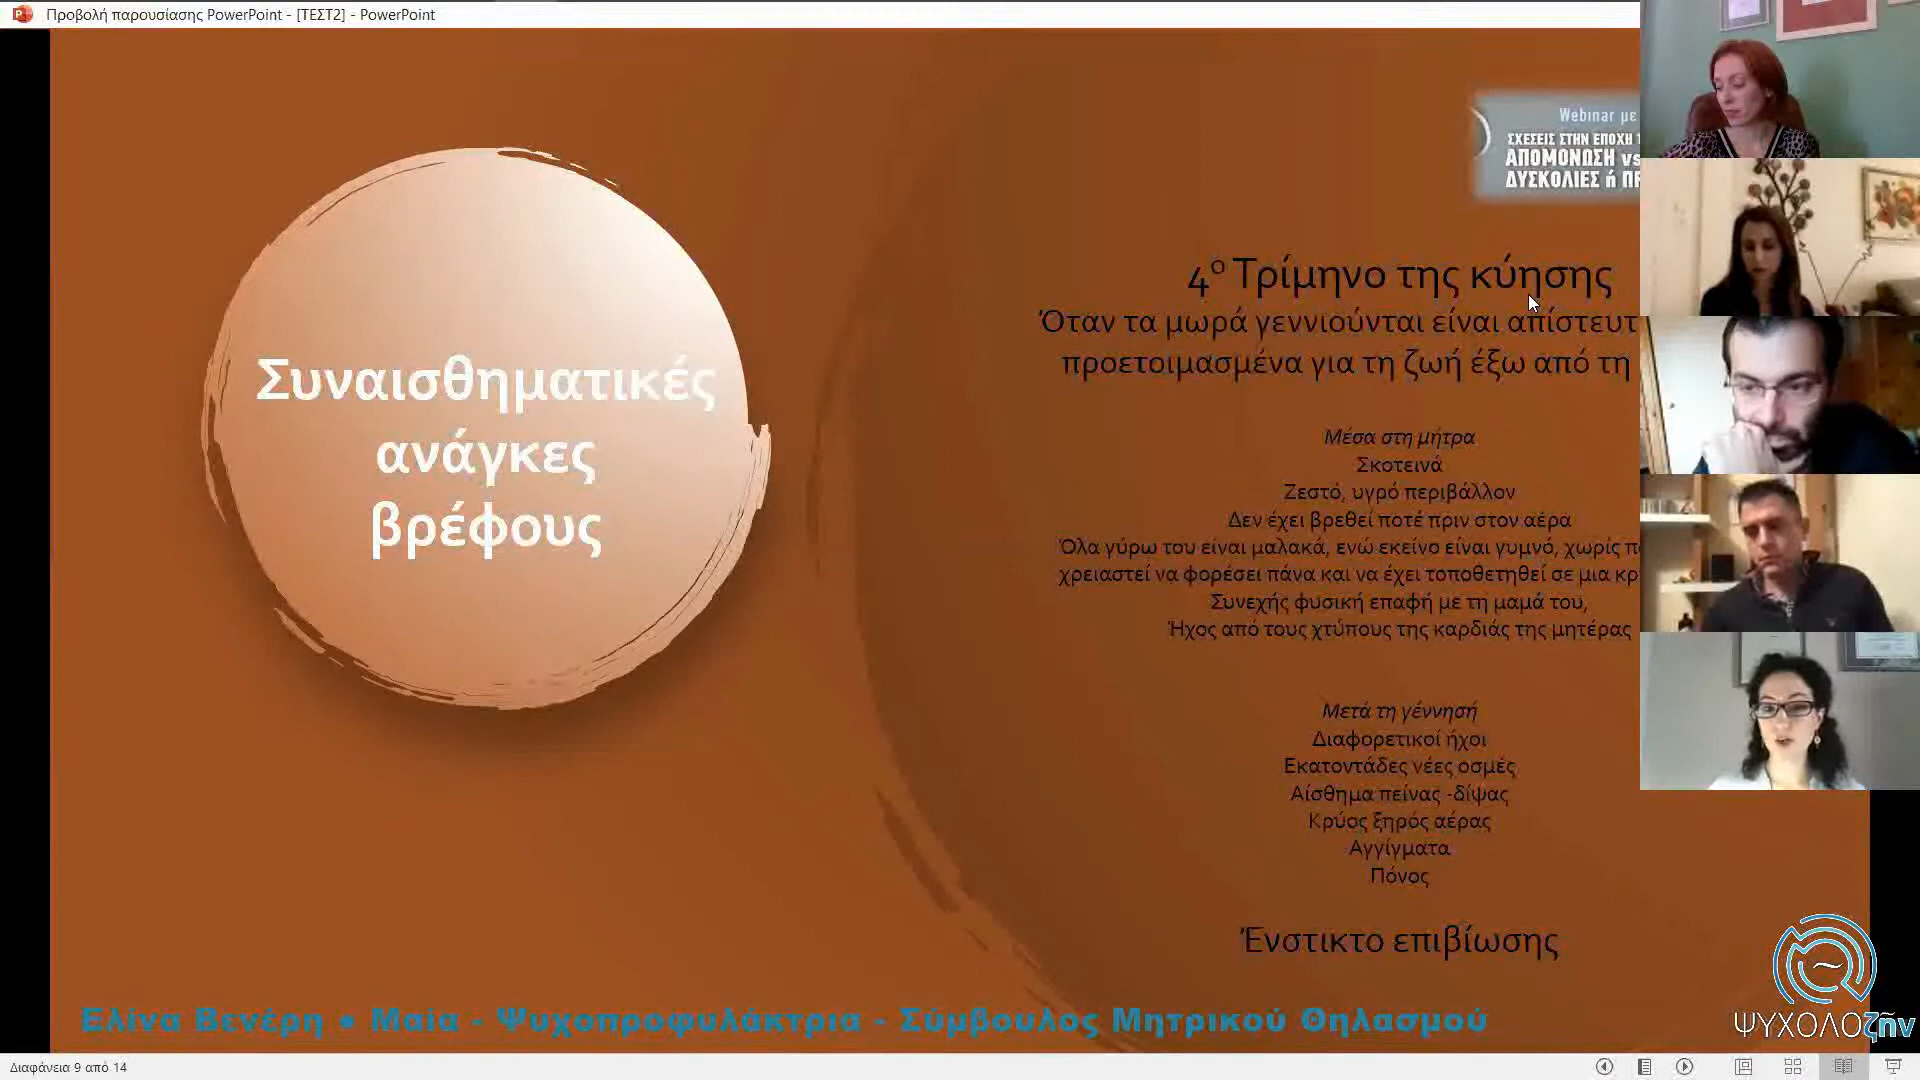 Προβολή παρουσίασης PowerPoint - [ΤΕΣΤ2] - PowerPoint
Webinar με
ΣΧΕΣΕΙΣ ΣΤΗΝ ΕΠΟΧΗ
ΑΠΟΜΟΝΩΣΗ vs
ΔΥΣΚΟΛΙΕΣ ή
Συναισθηματικές
ανάγκες
βρέφους
4ο Τρίμηνο της κύησης
Όταν τα μωρά γεννιούνται είναι
προετοιμασμένα για τη ζωή έξω από τη
Μέσα στη μήτρα
Σκοτεινά
Ζεστό, υγρό περιβάλλον
Δεν έχει βρεθεί ποτέ πριν στον αέρα
Όλα γύρω του είναι μαλακά, ενώ εκείνο είναι γυμνό, χωρίς
χρειαστεί να φορέσει πάνα και να έχει τοποθετηθεί σε μια
Συνεχής φυσική επαφή με τη μαμά του,
Ήχος από τους χτύπους της καρδιάς της μητέρας
Μετά τη γέννησή
Διαφορετικοί ήχοι
Εκατοντάδες νέες οσμές
Αίσθημα πείνας -δίψας
Κρύος ξηρός αέρας
Αγγίγματα
Πόνος
Ένστικτο επιβίωσης
Ελίνα Βενέρη • Μαία - Ψυχοπροφυλάκτρια - Σύμβουλος Μητρικού Θηλασμού
ΨΥΧΟΛΟζῆν
Διαφάνεια 9 από 14